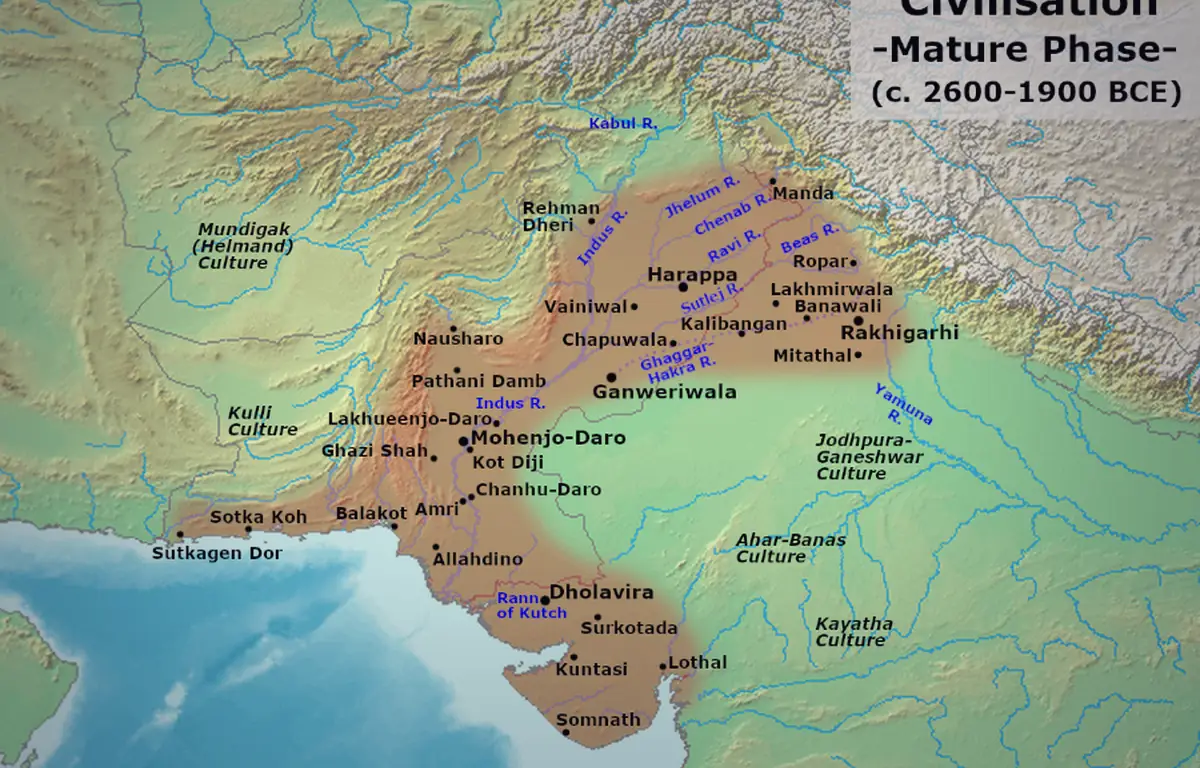 Civilisation
-Mature Phase-
(c. 2600-1900 BCE)
Kabul R.
Jhelum R.
Manda
Rehman
Dheri
Indus R.
Chenab R.
Mundigak
(Helmand)
Culture
Ravi R.
Beas R.
Ropar
Harappa
Sutlej R.
Lakhmirwala
Vainiwal
Banawali
Kalibangan
Rakhigarhi
Nausharo
Chapuwala
Mitathal
Ghaggar-
Hakra R.
Pathani Damb
Ganweriwala
Indus R.
Yamuna
R.
Kulli
Culture
Lakhueenjo-Daro
Mohenjo-Daro
Ghazi Shah
Kot Diji
Jodhpura-
Ganeshwar
Culture
Chanhu-Daro
Amri
Sotka Koh
Balakot
Sutkagen Dor
Allahdino
Ahar-Banas
Culture
Rann
of Kutch
Dholavira
Surkotada
Kayatha
Culture
Kuntasi
Lothal
Somnath